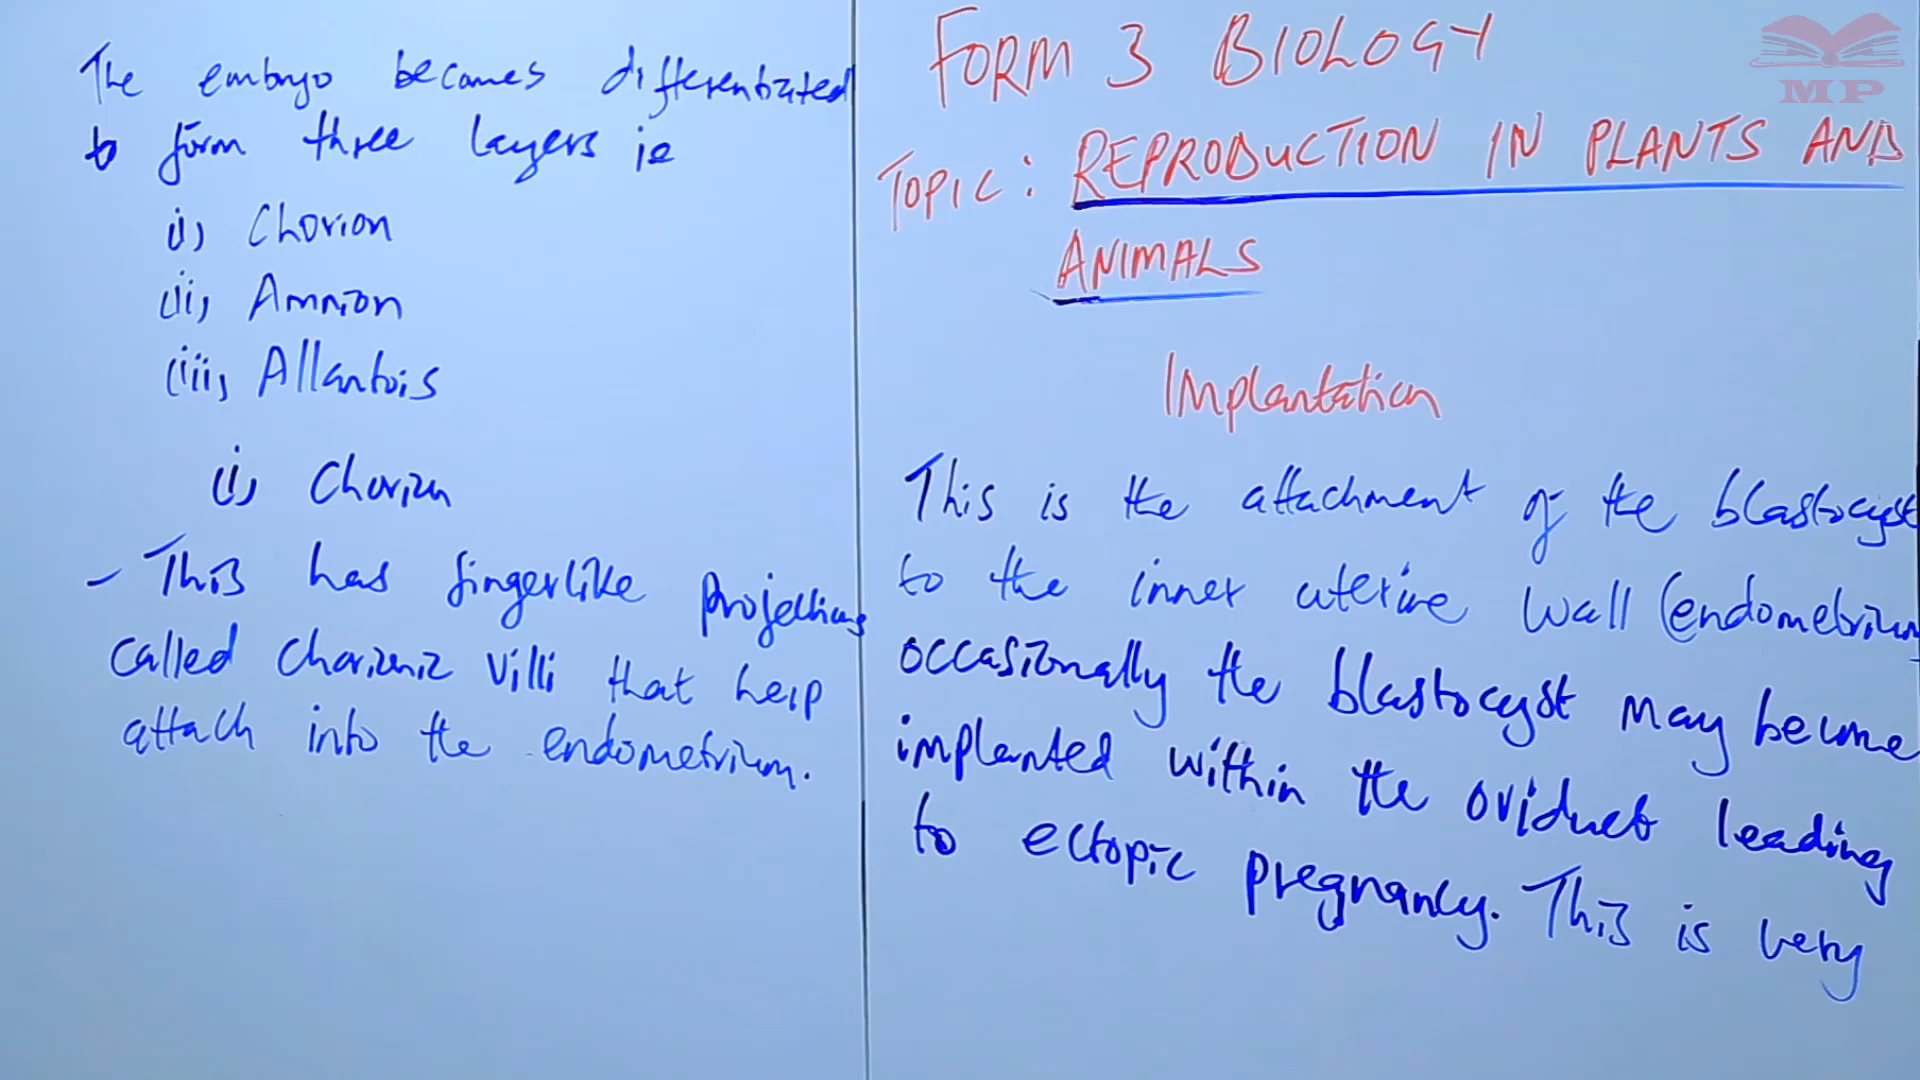 FORM 3 BIOLOGY
TOPIC: REPRODUCTION IN PLANTS AND
ANIMALS
Implantation
This is the attachment of the blastocyst
to the inner uterine wall (endometrium)
occasionally the blastocyst may become
implanted within the oviduct leading
to ectopic pregnancy. This is very
The embryo becomes differentiated
to form three layers ie
(i) Chorion
(ii) Amnion
(iii) Allantois
(i) Chorion
- This has fingerlike projections
called chorionic villi that help
attach into the endometrium.
MP